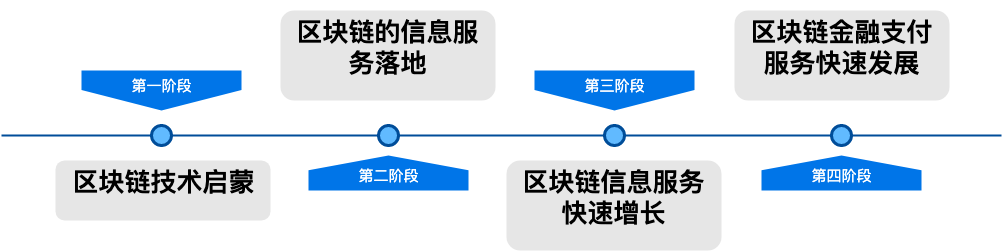 第一阶段
区块链技术启蒙
区块链的信息服
务落地
第二阶段
第三阶段
区块链信息服务
快速增长
区块链金融支付
服务快速发展
第四阶段